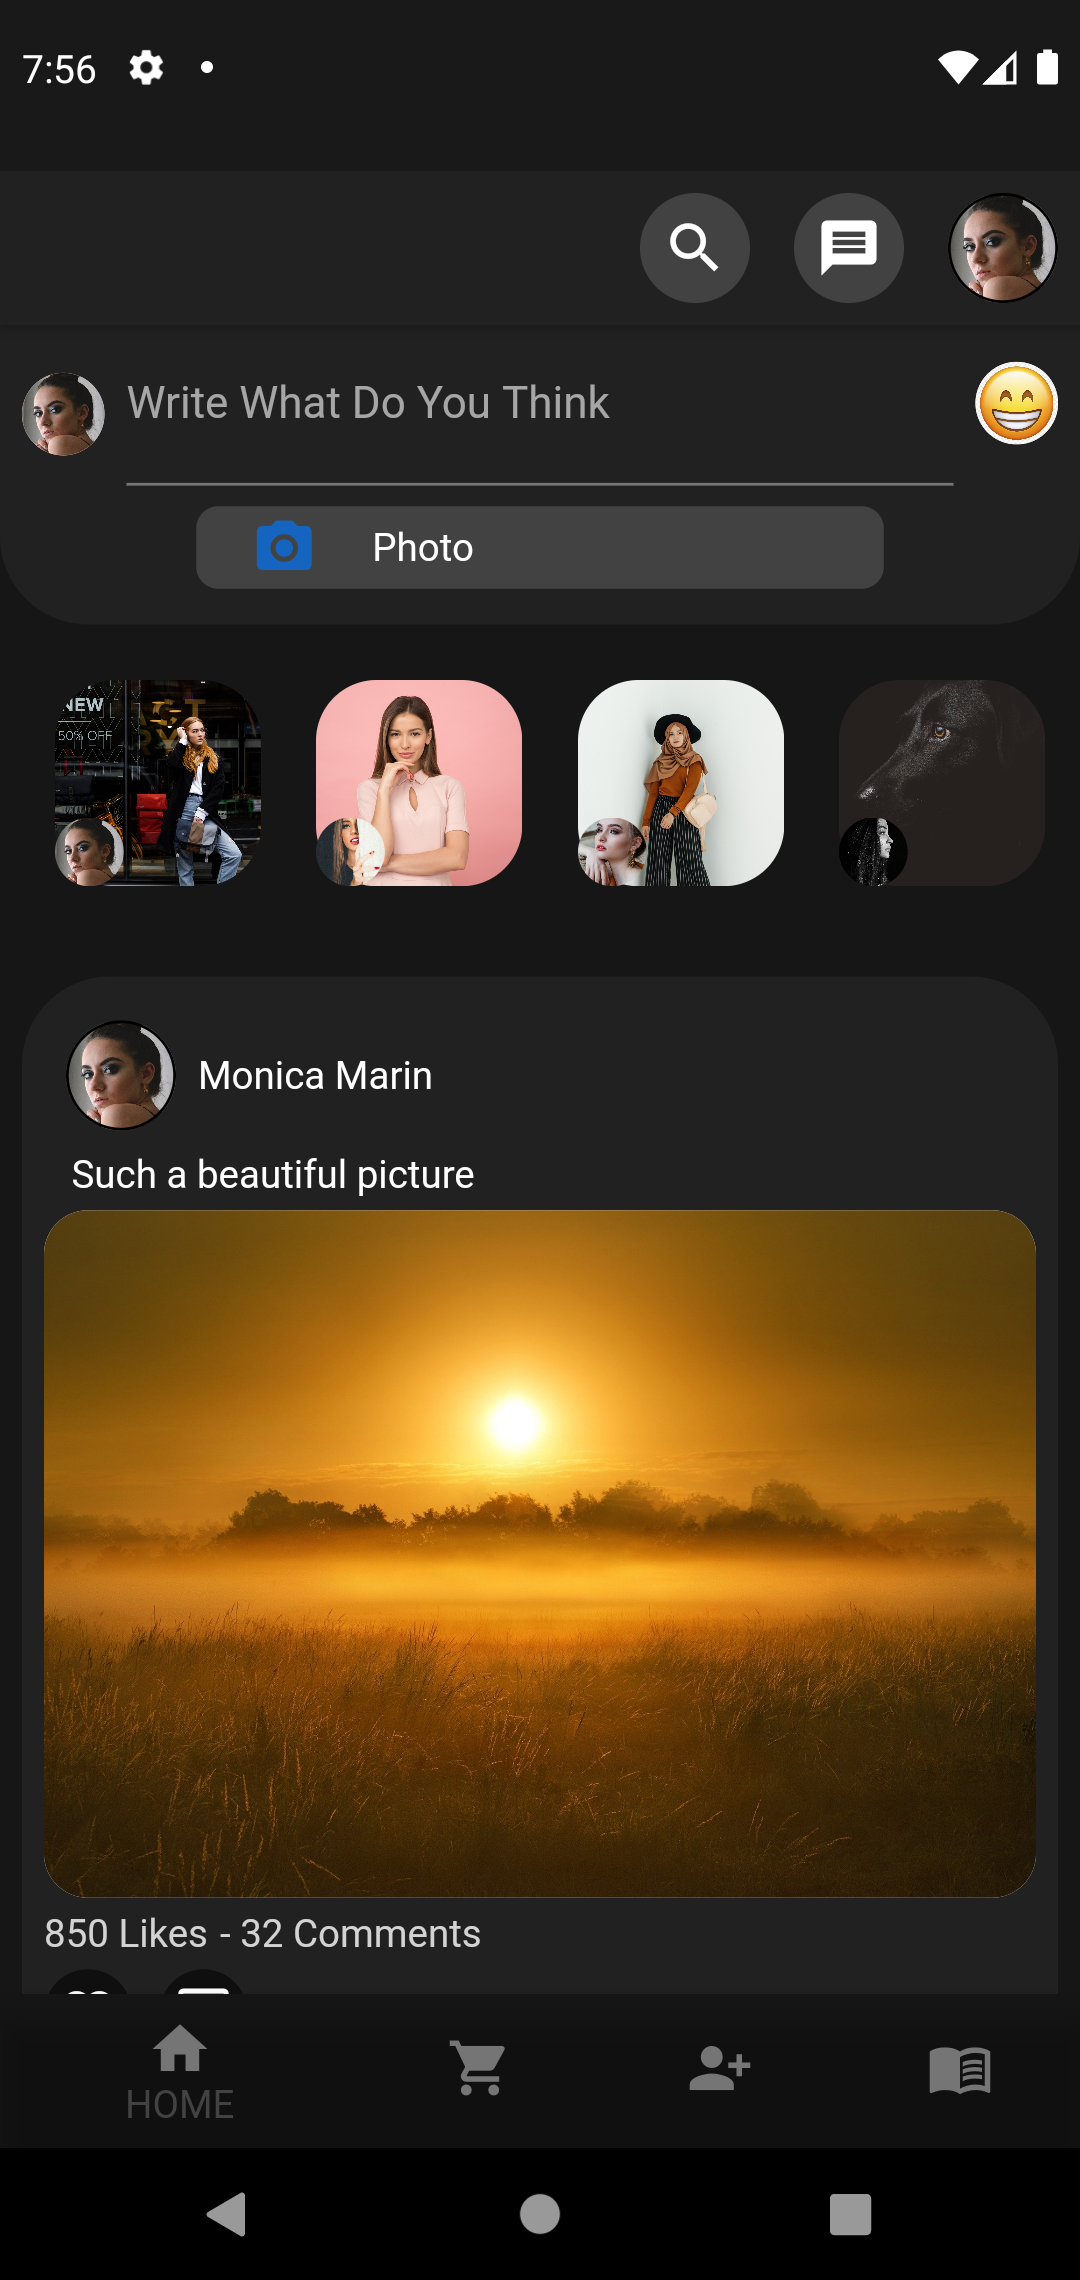 7:56
Write What Do You Think
Photo
NEW
50% OFF
Monica Marin
Such a beautiful picture
850 Likes - 32 Comments
HOME